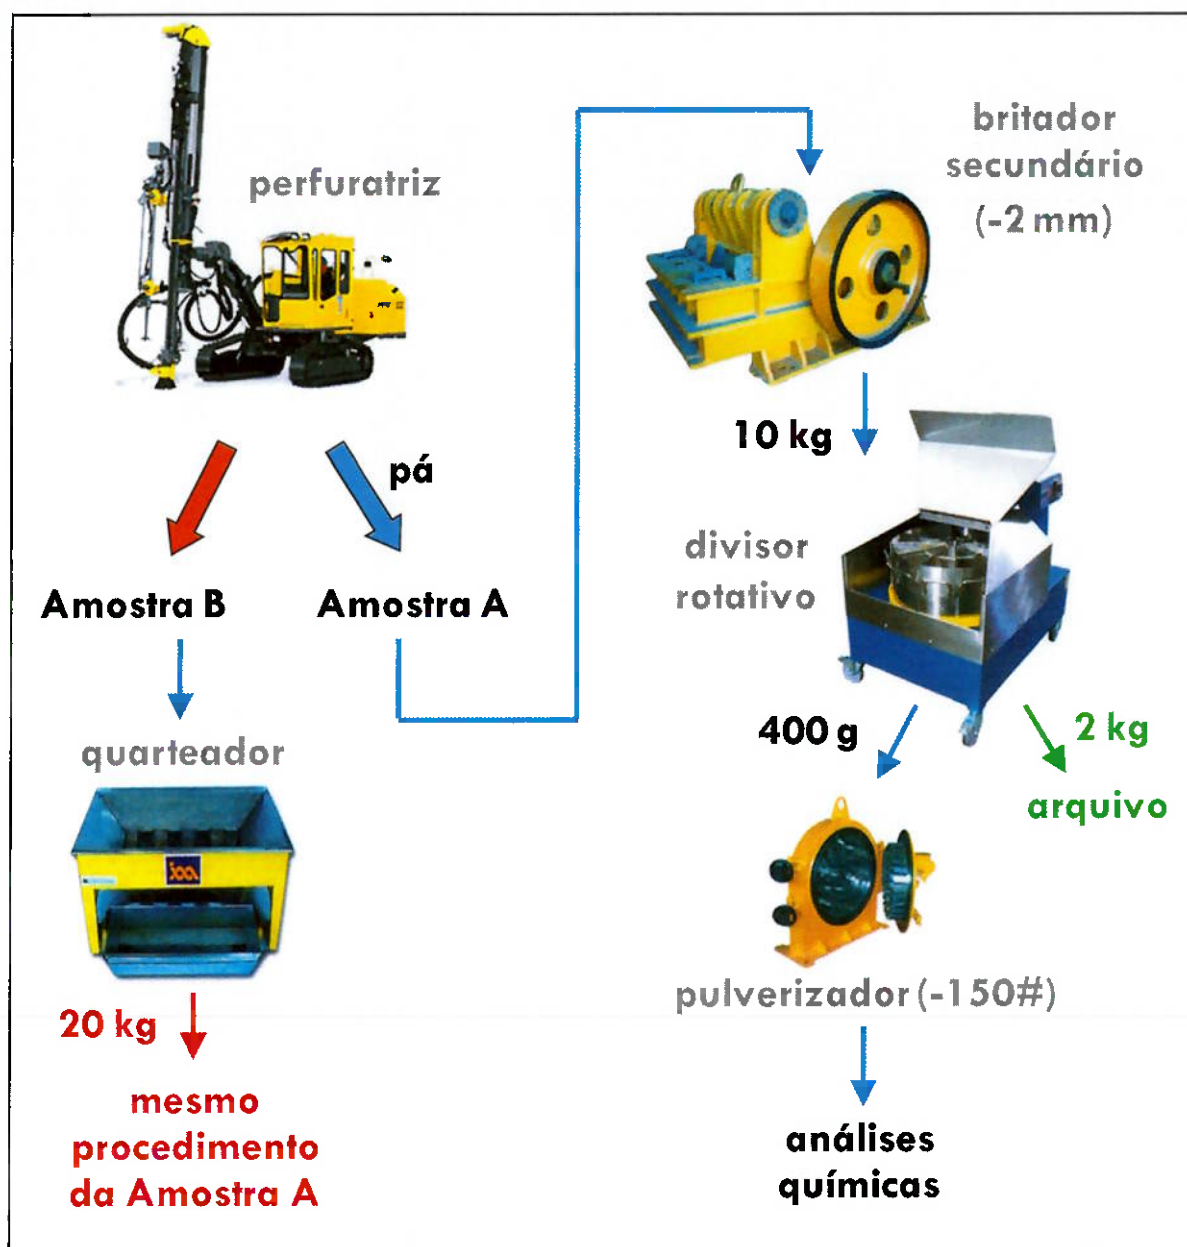 perfuratriz
britador
secundário
(-2 mm)
pá
10 kg
divisor
rotativo
Amostra B
Amostra A
400 g
2 kg
arquivo
quarteador
pulverizador (-150#)
20 kg
mesmo
procedimento
da Amostra A
análises
químicas